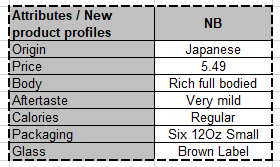 Attributes / New product profiles NB
Origin Japanese
Price 5.49
Body Rich full bodied
Aftertaste Very mild
Calories Regular
Packaging Six 12Oz Small
Glass Brown Label